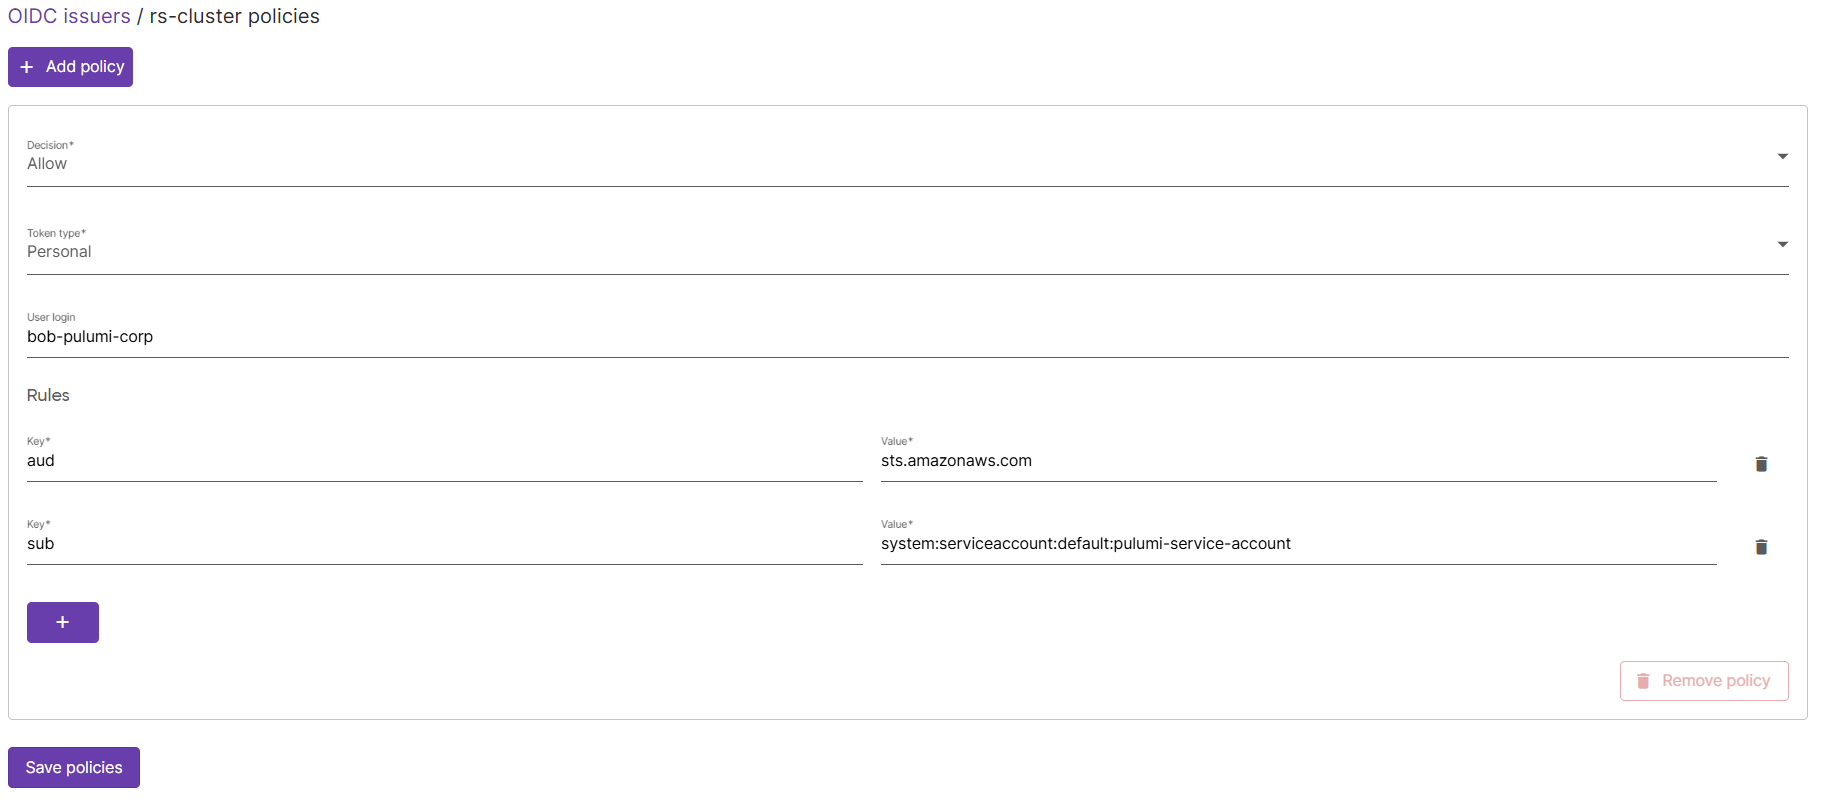 OIDC issuers / rs-cluster policies
+ Add policy
Decision*
Allow
Token type*
Personal
User login
bob-pulumi-corp
Rules
Key*
aud
Value*
sts.amazonaws.com
Key*
sub
Value*
system:serviceaccount:default:pulumi-service-account
+
Remove policy
Save policies